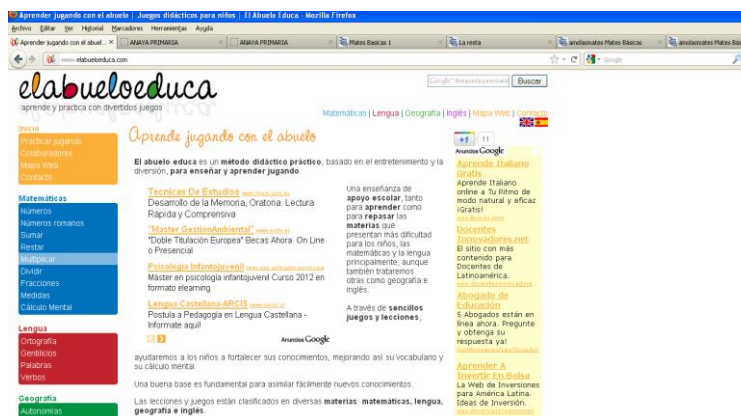 Aprender jugando con el abuelo | Juegos didácticos para niños | El Abuelo Educa - Mozilla Firefox
Archivo Editar Ver Historial Marcadores Herramientas Ayuda
Aprender jugando con el abuel...
ANAYA PRIMARIA
ANAYA PRIMARIA
Mates Basicas 1
La resta
amolasmates Mates Básicas
amolasmates Mates Bás
www.elabueloeduca.com
Google
elabueloeduca
aprende y practica con divertidos juegos
Buscar
Matemáticas | Lengua | Geografía | Inglés | Mapa Web | Contacto
Inicio
Practicar jugando
Colaboradores
Mapa Web
Contacto
Matemáticas
Números
Números romanos
Sumar
Restar
Multiplicar
Dividir
Fracciones
Medidas
Cálculo Mental
Lengua
Ortografía
Gentilicios
Palabras
Verbos
Geografía
Autonomías
Aprende jugando con el abuelo
El abuelo educa es un método didáctico práctico, basado en el entretenimiento y la
diversión, para enseñar y aprender jugando.
Técnicas De Estudios
Desarrollo de la Memoria, Oratoria. Lectura
Rápida y Comprensiva
"Master GestionAmbiental"
"Doble Titulación Europea" Becas Ahora. On Line
o Presencial
Psicología Infantojuvenil
Máster en psicología infantojuvenil Curso 2012 en
formato elearning
Lengua Castellana-ARCIS
Postula a Pedagogía en Lengua Castellana -
Informate aquí!
Anuncios Google
Una enseñanza de
apoyo escolar, tanto
para aprender como
para repasar las
materias que
presentan más dificultad
para los niños, las
matemáticas y la lengua
principalmente, aunque
también trataremos
otras como geografía e
inglés.
A través de sencillos
juegos y lecciones,
ayudaremos a los niños a fortalecer sus conocimientos, mejorando así su vocabulario y
su cálculo mental.
Una buena base es fundamental para asimilar fácilmente nuevos conocimientos.
Las lecciones y juegos están clasificados en diversas materias: matemáticas, lengua,
geografía e inglés.
+1 11
Anuncios Google
Aprende Italiano
Gratis
Aprende Italiano
online a Tu Ritmo de
modo natural y eficaz
¡Gratis!
Docentes
Innovadores.net
El sitio con más
contenido para
Docentes de
Latinoamérica.
Abogado de
Educación
5 Abogados están en
línea ahora. Pregunte
y obtenga su
respuesta ya!
Aprender A
Invertir En Bolsa
La Web de Inversiones
para América Latina.
Ideas de Inversión.